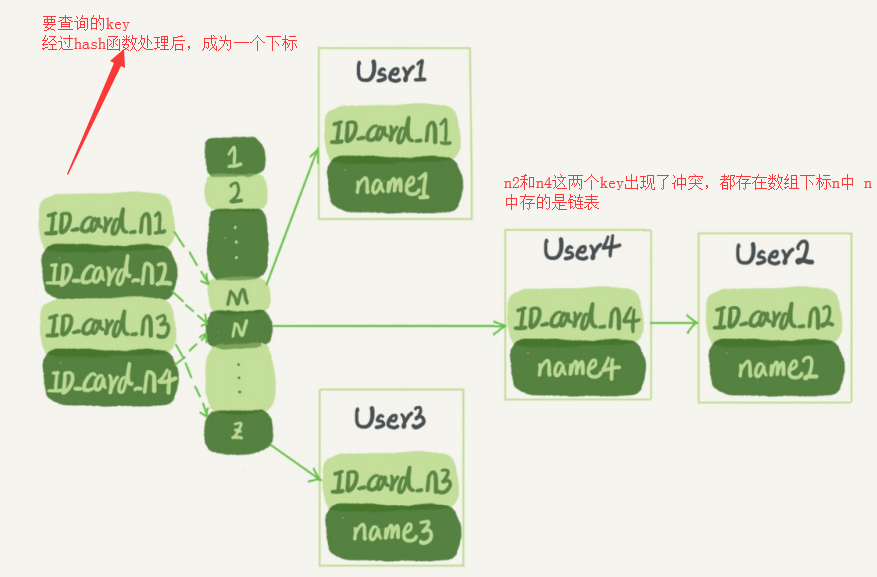 要查询的key
经过hash函数处理后，成为一个下标
User1
ID_card_n1
name1
1
2
⋮
M
N
⋮
Z
ID_card_n1
ID_card_n2
ID_card_n3
ID_card_n4
n2和n4这两个key出现了冲突，都存在数组下标n中 n
中存的是链表
User4
ID_card_n4
name4
User2
ID_card_n2
name2
User3
ID_card_n3
name3